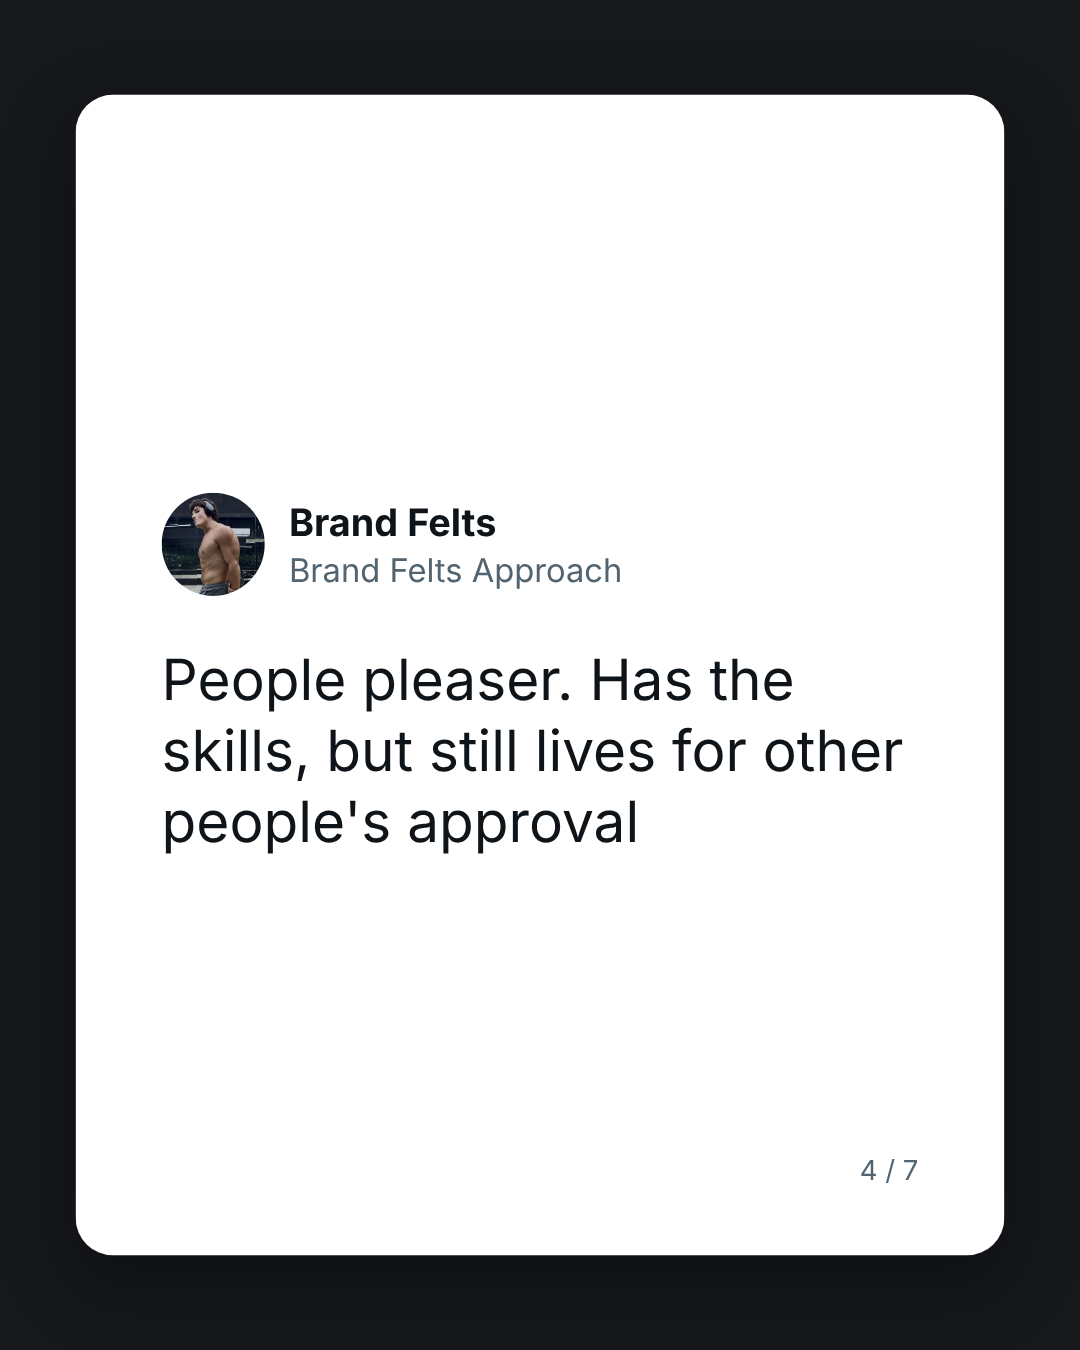 Brand Felts
Brand Felts Approach
People pleaser. Has the
skills, but still lives for other
people's approval
4 / 7